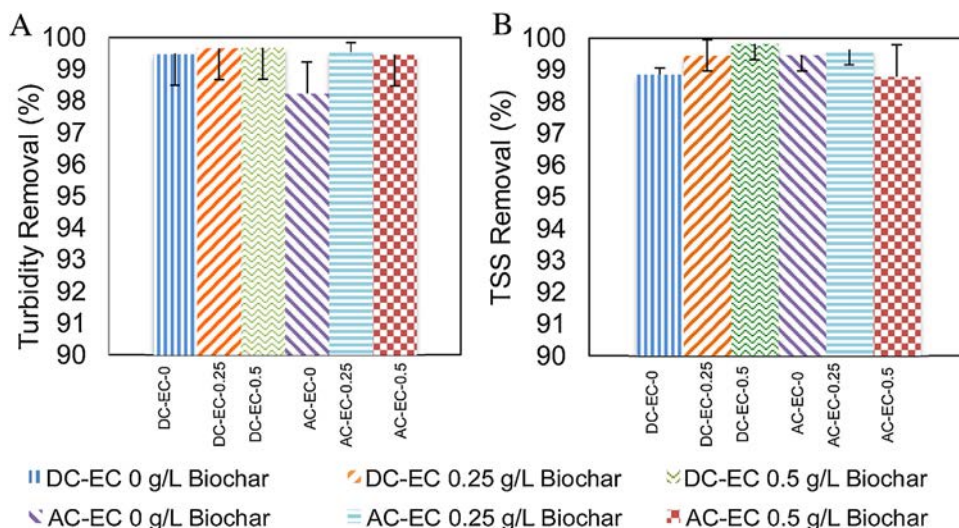 A
Turbidity Removal (%)
100
99
98
97
96
95
94
93
92
91
90
DC-EC-0
DC-EC-0.25
DC-EC-0.5
AC-EC-0
AC-EC-0.25
AC-EC-0.5
B
TSS Removal (%)
100
99
98
97
96
95
94
93
92
91
90
DC-EC-0
DC-EC-0.25
DC-EC-0.5
AC-EC-0
AC-EC-0.25
AC-EC-0.5
DC-EC 0 g/L Biochar
DC-EC 0.25 g/L Biochar
DC-EC 0.5 g/L Biochar
AC-EC 0 g/L Biochar
AC-EC 0.25 g/L Biochar
AC-EC 0.5 g/L Biochar